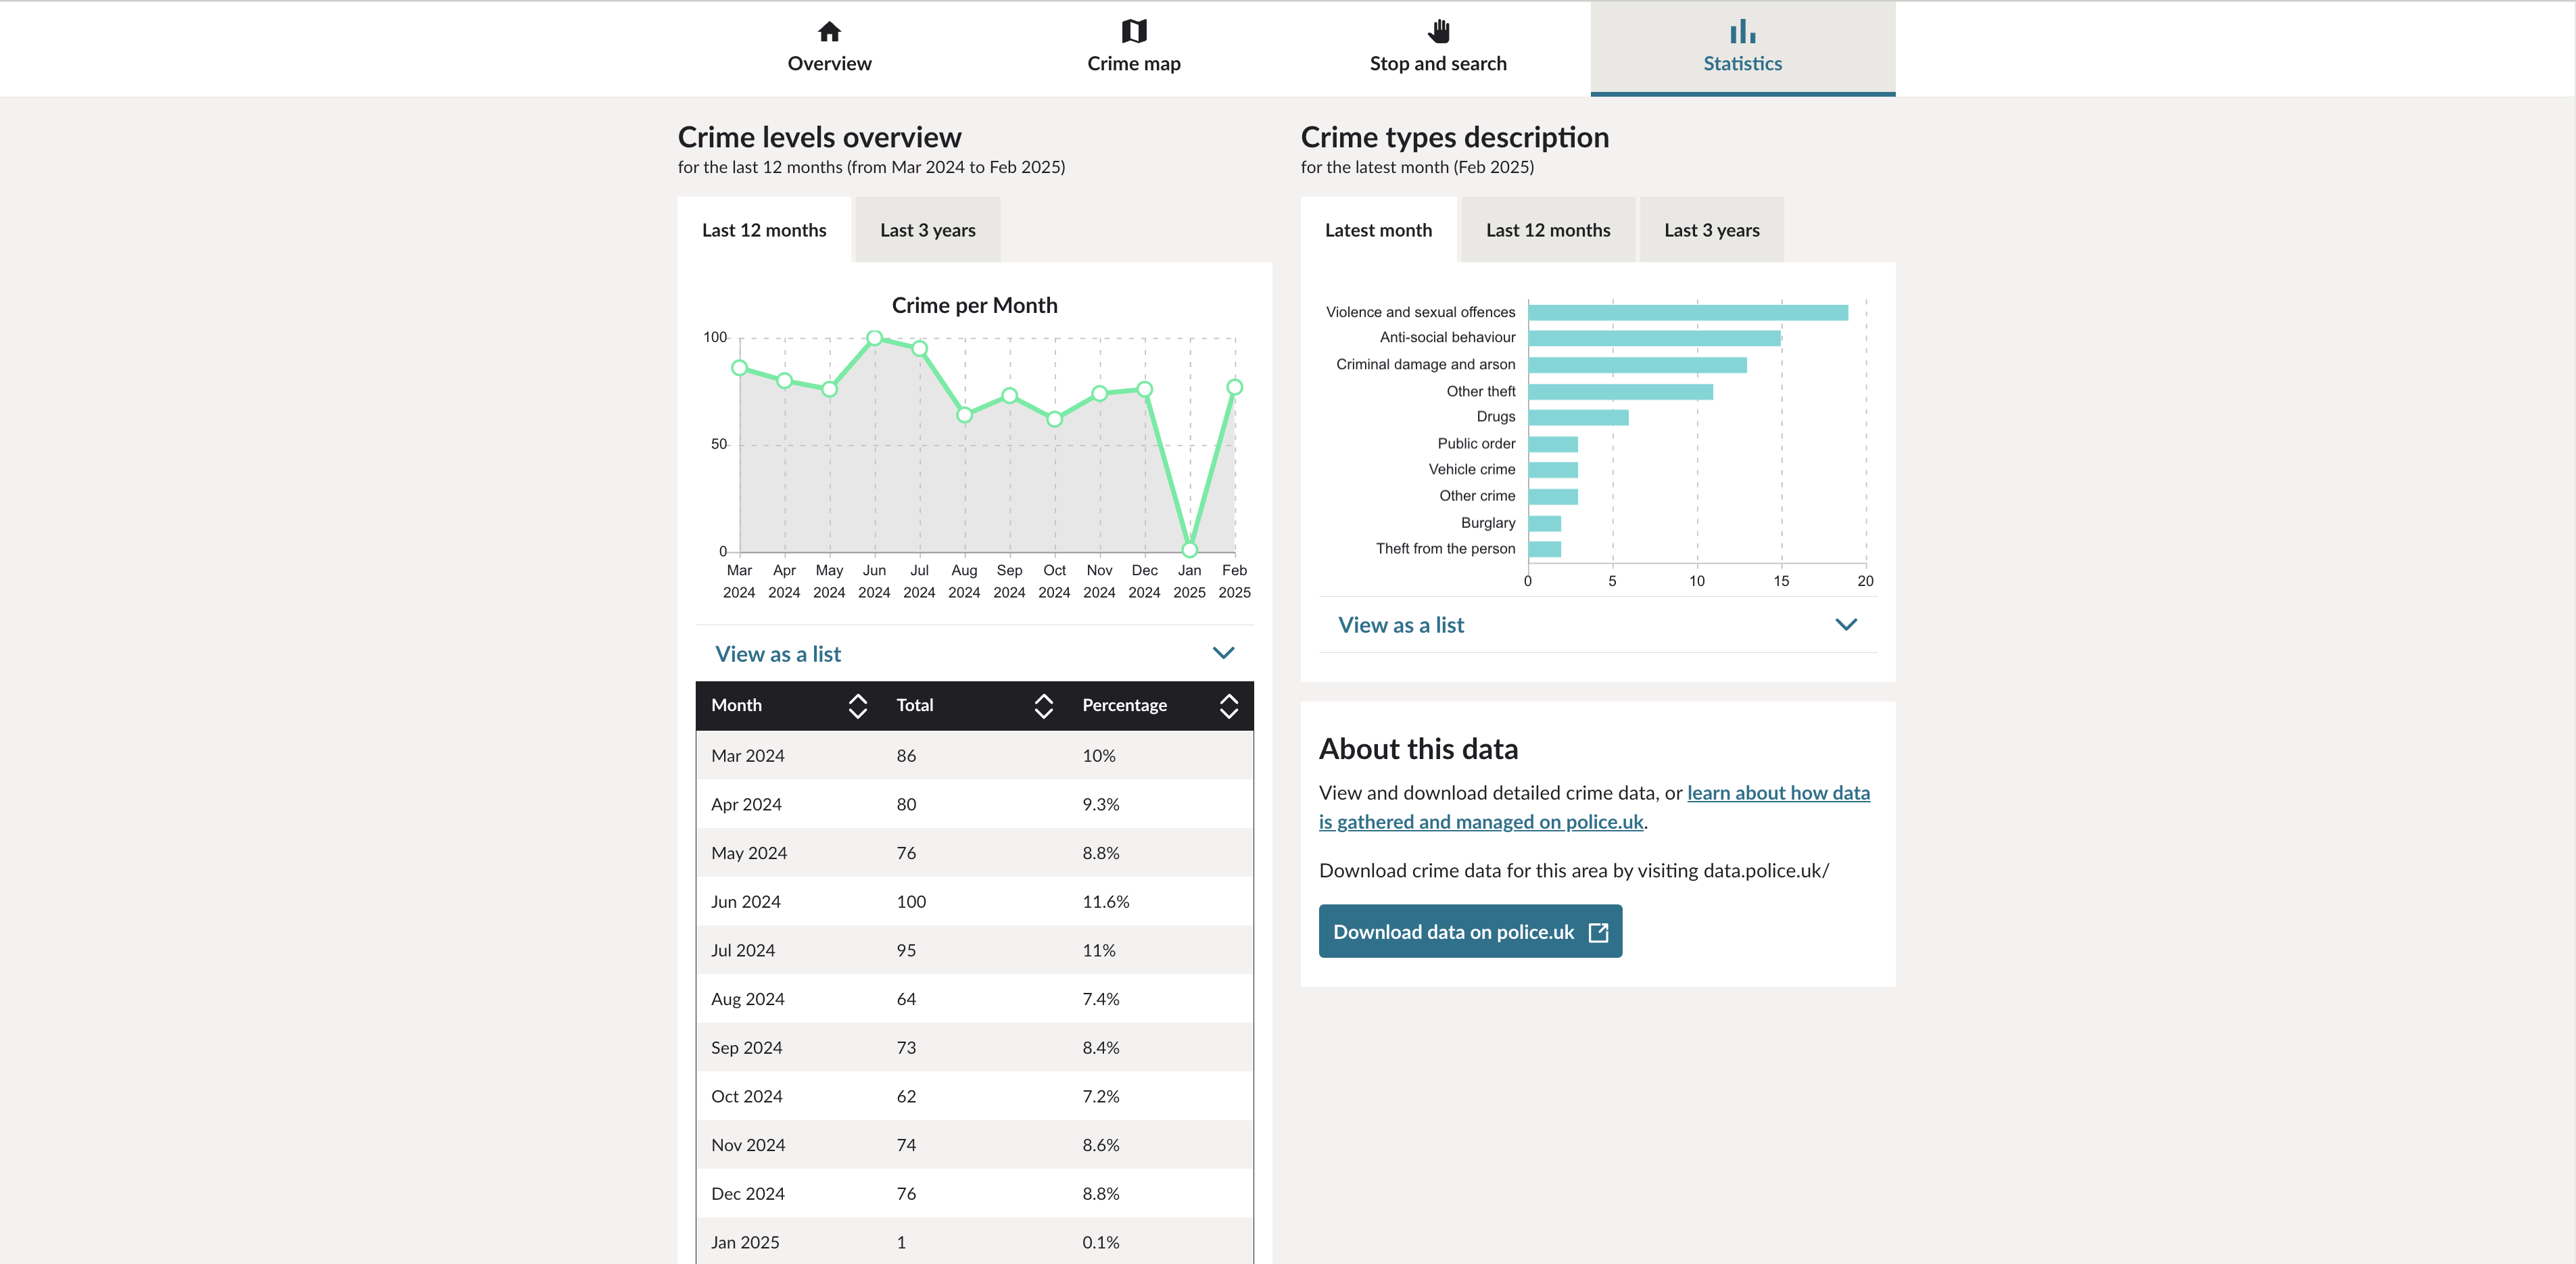 Overview
Crime map
Stop and search
Statistics
Crime levels overview
for the last 12 months (from Mar 2024 to Feb 2025)
Last 12 months
Last 3 years
Crime per Month
100
50
0
Mar 2024
Apr 2024
May 2024
Jun 2024
Jul 2024
Aug 2024
Sep 2024
Oct 2024
Nov 2024
Dec 2024
Jan 2025
Feb 2025
View as a list
Month Total Percentage
Mar 2024 86 10%
Apr 2024 80 9.3%
May 2024 76 8.8%
Jun 2024 100 11.6%
Jul 2024 95 11%
Aug 2024 64 7.4%
Sep 2024 73 8.4%
Oct 2024 62 7.2%
Nov 2024 74 8.6%
Dec 2024 76 8.8%
Jan 2025 1 0.1%
Crime types description
for the latest month (Feb 2025)
Latest month
Last 12 months
Last 3 years
Violence and sexual offences
Anti-social behaviour
Criminal damage and arson
Other theft
Drugs
Public order
Vehicle crime
Other crime
Burglary
Theft from the person
0 5 10 15 20
View as a list
About this data
View and download detailed crime data, or learn about how data
is gathered and managed on police.uk.
Download crime data for this area by visiting data.police.uk/
Download data on police.uk